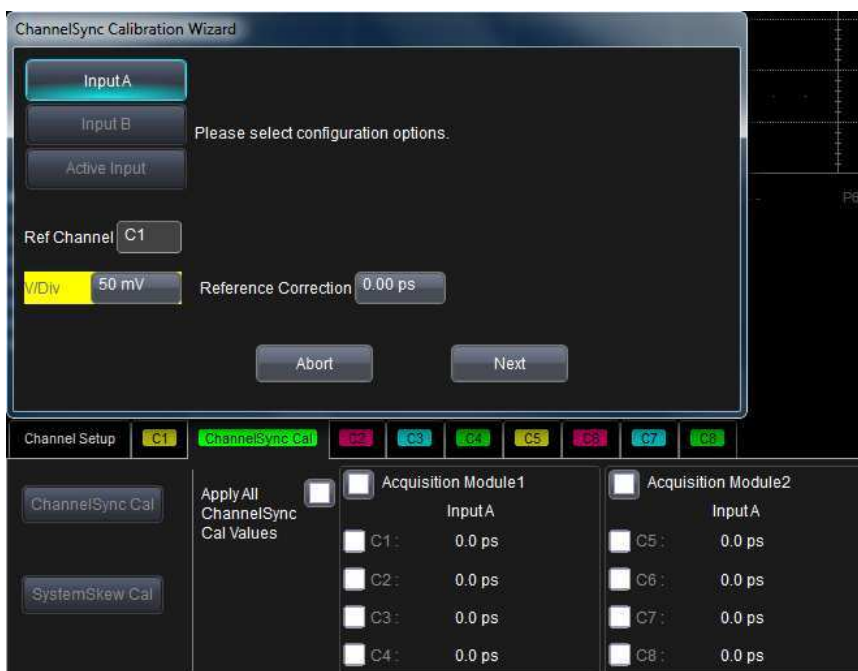 ChannelSync Calibration Wizard
Input A
Input B
Active Input
Please select configuration options.
Ref Channel C1
V/Div 50 mV Reference Correction 0.00 ps
Abort Next
P6
Channel Setup C1 ChannelSync Cal C2 C3 C4 C5 C6 C7 C8
ChannelSync Cal
SystemSkew Cal
Apply All
ChannelSync
Cal Values
Acquisition Module1
Input A
C1: 0.0 ps
C2: 0.0 ps
C3: 0.0 ps
C4: 0.0 ps
Acquisition Module2
Input A
C5: 0.0 ps
C6: 0.0 ps
C7: 0.0 ps
C8: 0.0 ps